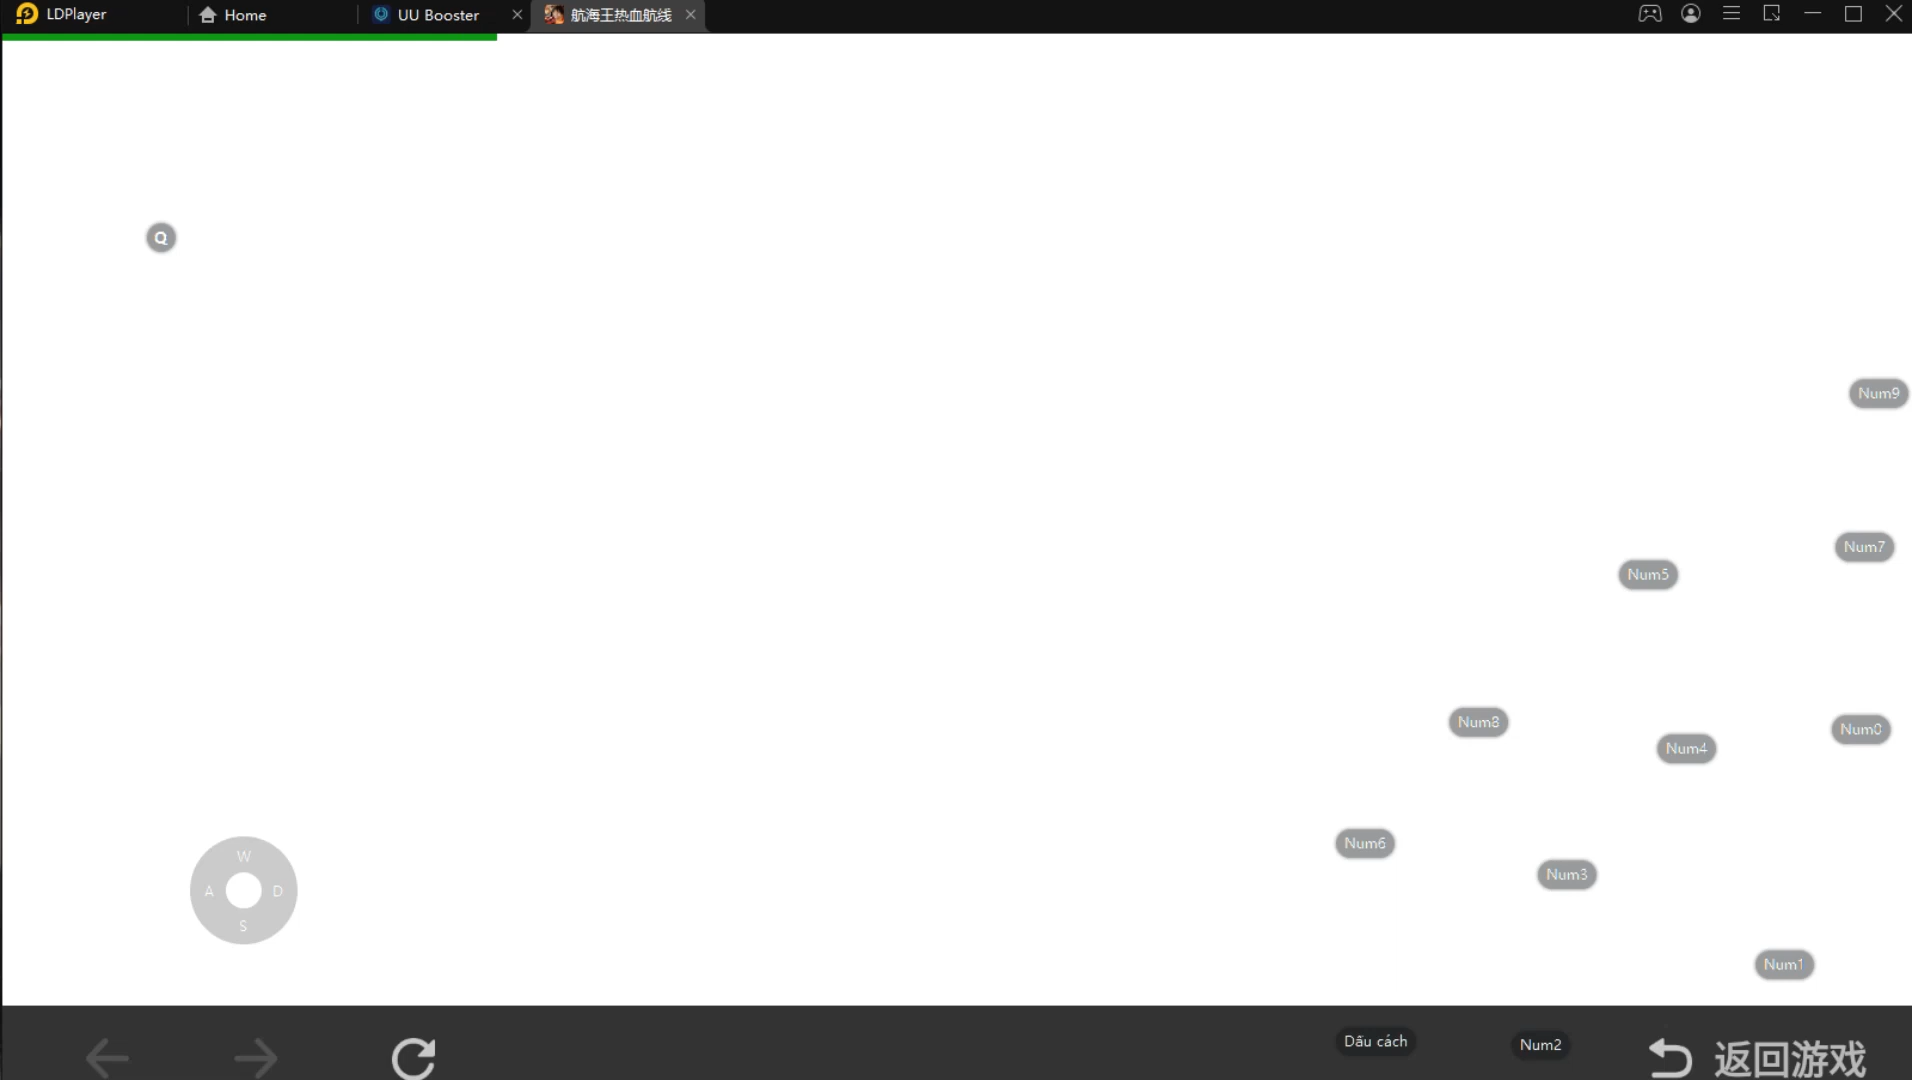 LDPlayer
Home
UU Booster
航海王热血航线
Q
Num9
Num7
Num5
Num8
Num0
Num4
Num6
W
A
D
S
Num3
Num1
Dấu cách
Num2
返回游戏